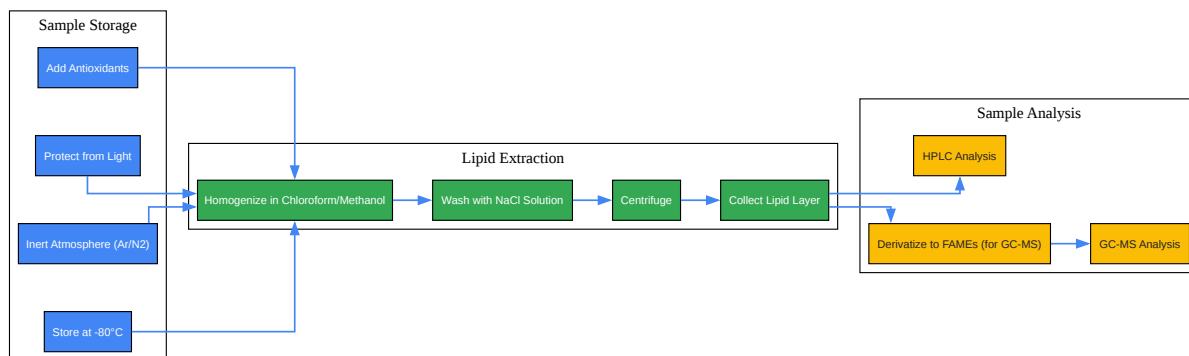 Sample Storage
Add Antioxidants
Protect from Light
Inert Atmosphere (Ar/N2)
Store at -80°C
Lipid Extraction
Homogenize in Chloroform/Methanol
Wash with NaCl Solution
Centrifuge
Collect Lipid Layer
Sample Analysis
HPLC Analysis
Derivatize to FAMEs (for GC-MS)
GC-MS Analysis